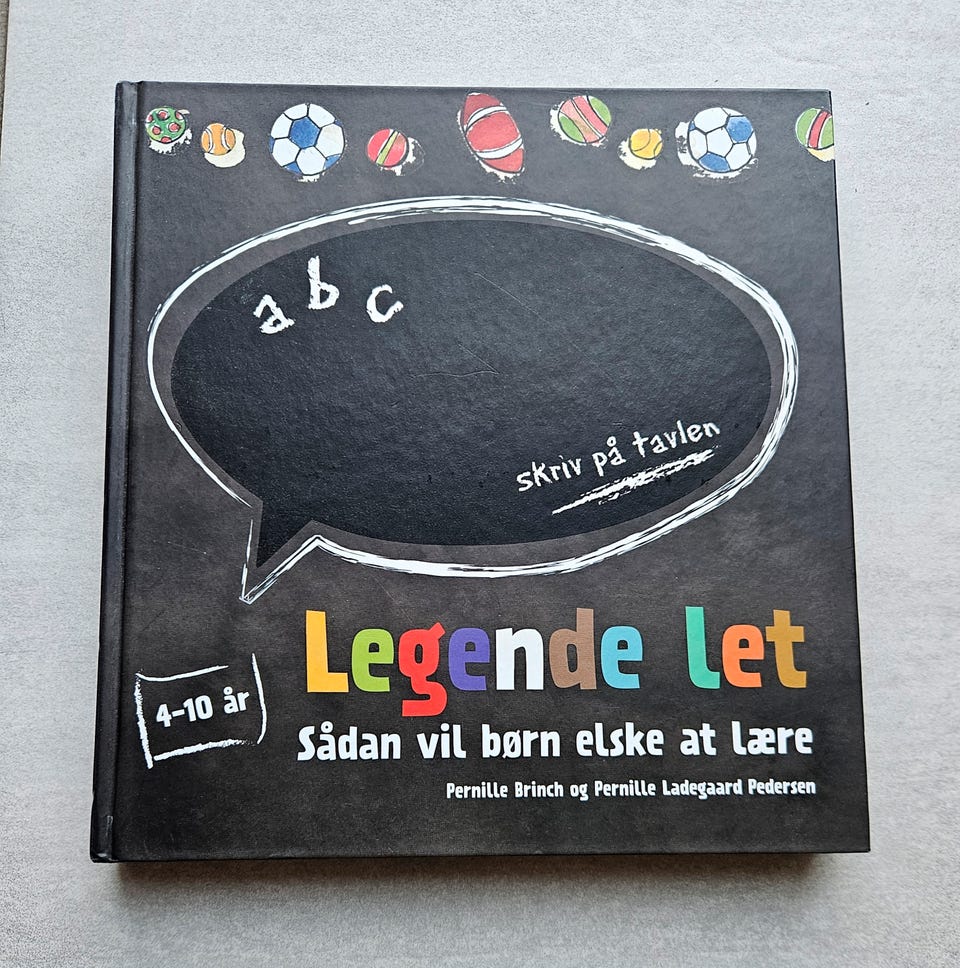 abc
skriv på tavlen
Legende let
4-10 år
Sådan vil børn elske at lære
Pernille Brinch og Pernille Ladegaard Pedersen